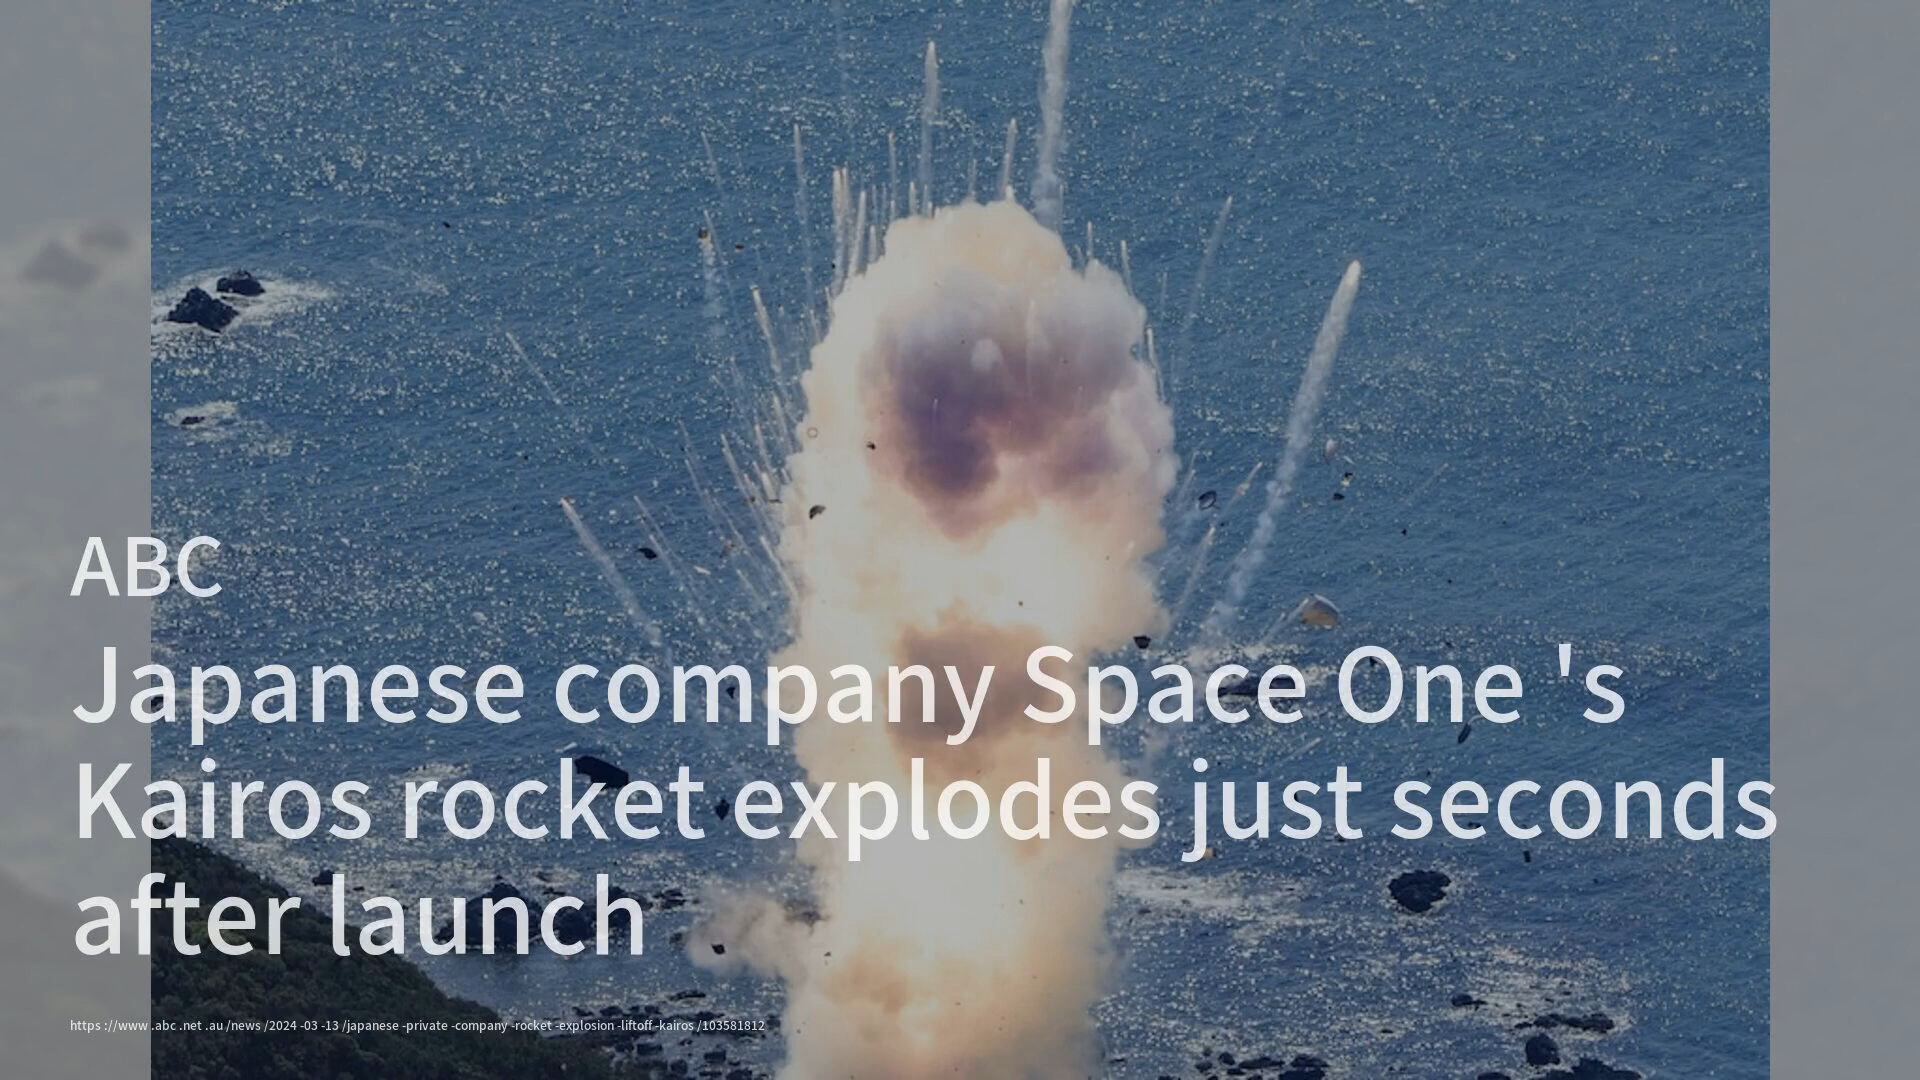 ABC
Japanese company Space One 's
Kairos rocket explodes just seconds
after launch
https ://www .abc .net .au /news /2024 -03 -13 /japanese -private -company -rocket -explosion -liftoff -kairos /103581812